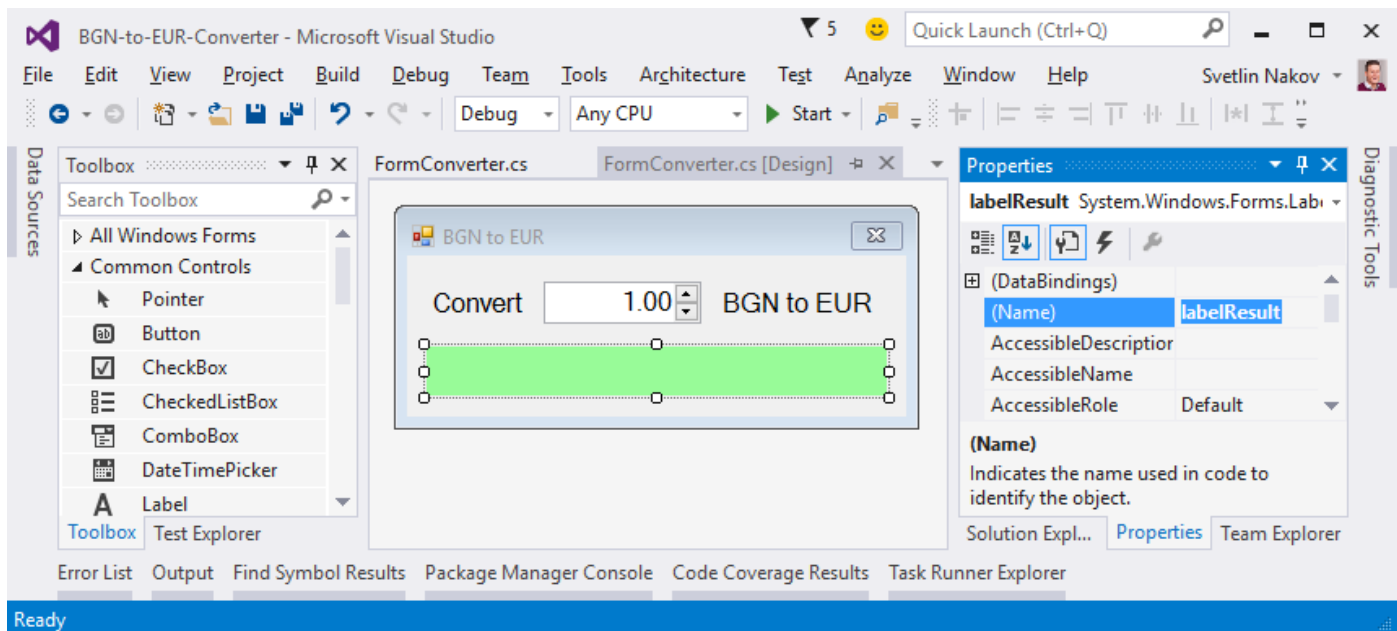 BGN-to-EUR-Converter - Microsoft Visual Studio
5
Quick Launch (Ctrl+Q)
File Edit View Project Build Debug Team Tools Architecture Test Analyze Window Help Svetlin Nakov
Debug Any CPU Start
Data Sources
Toolbox
Search Toolbox
All Windows Forms
Common Controls
Pointer
Button
CheckBox
CheckedListBox
ComboBox
DateTimePicker
Label
Toolbox Test Explorer
FormConverter.cs FormConverter.cs [Design]
BGN to EUR
Convert 1.00 BGN to EUR
Properties
labelResult System.Windows.Forms.Labe
(DataBindings)
(Name) labelResult
AccessibleDescription
AccessibleName
AccessibleRole Default
(Name)
Indicates the name used in code to
identify the object.
Solution Expl... Properties Team Explorer
Diagnostic Tools
Error List Output Find Symbol Results Package Manager Console Code Coverage Results Task Runner Explorer
Ready